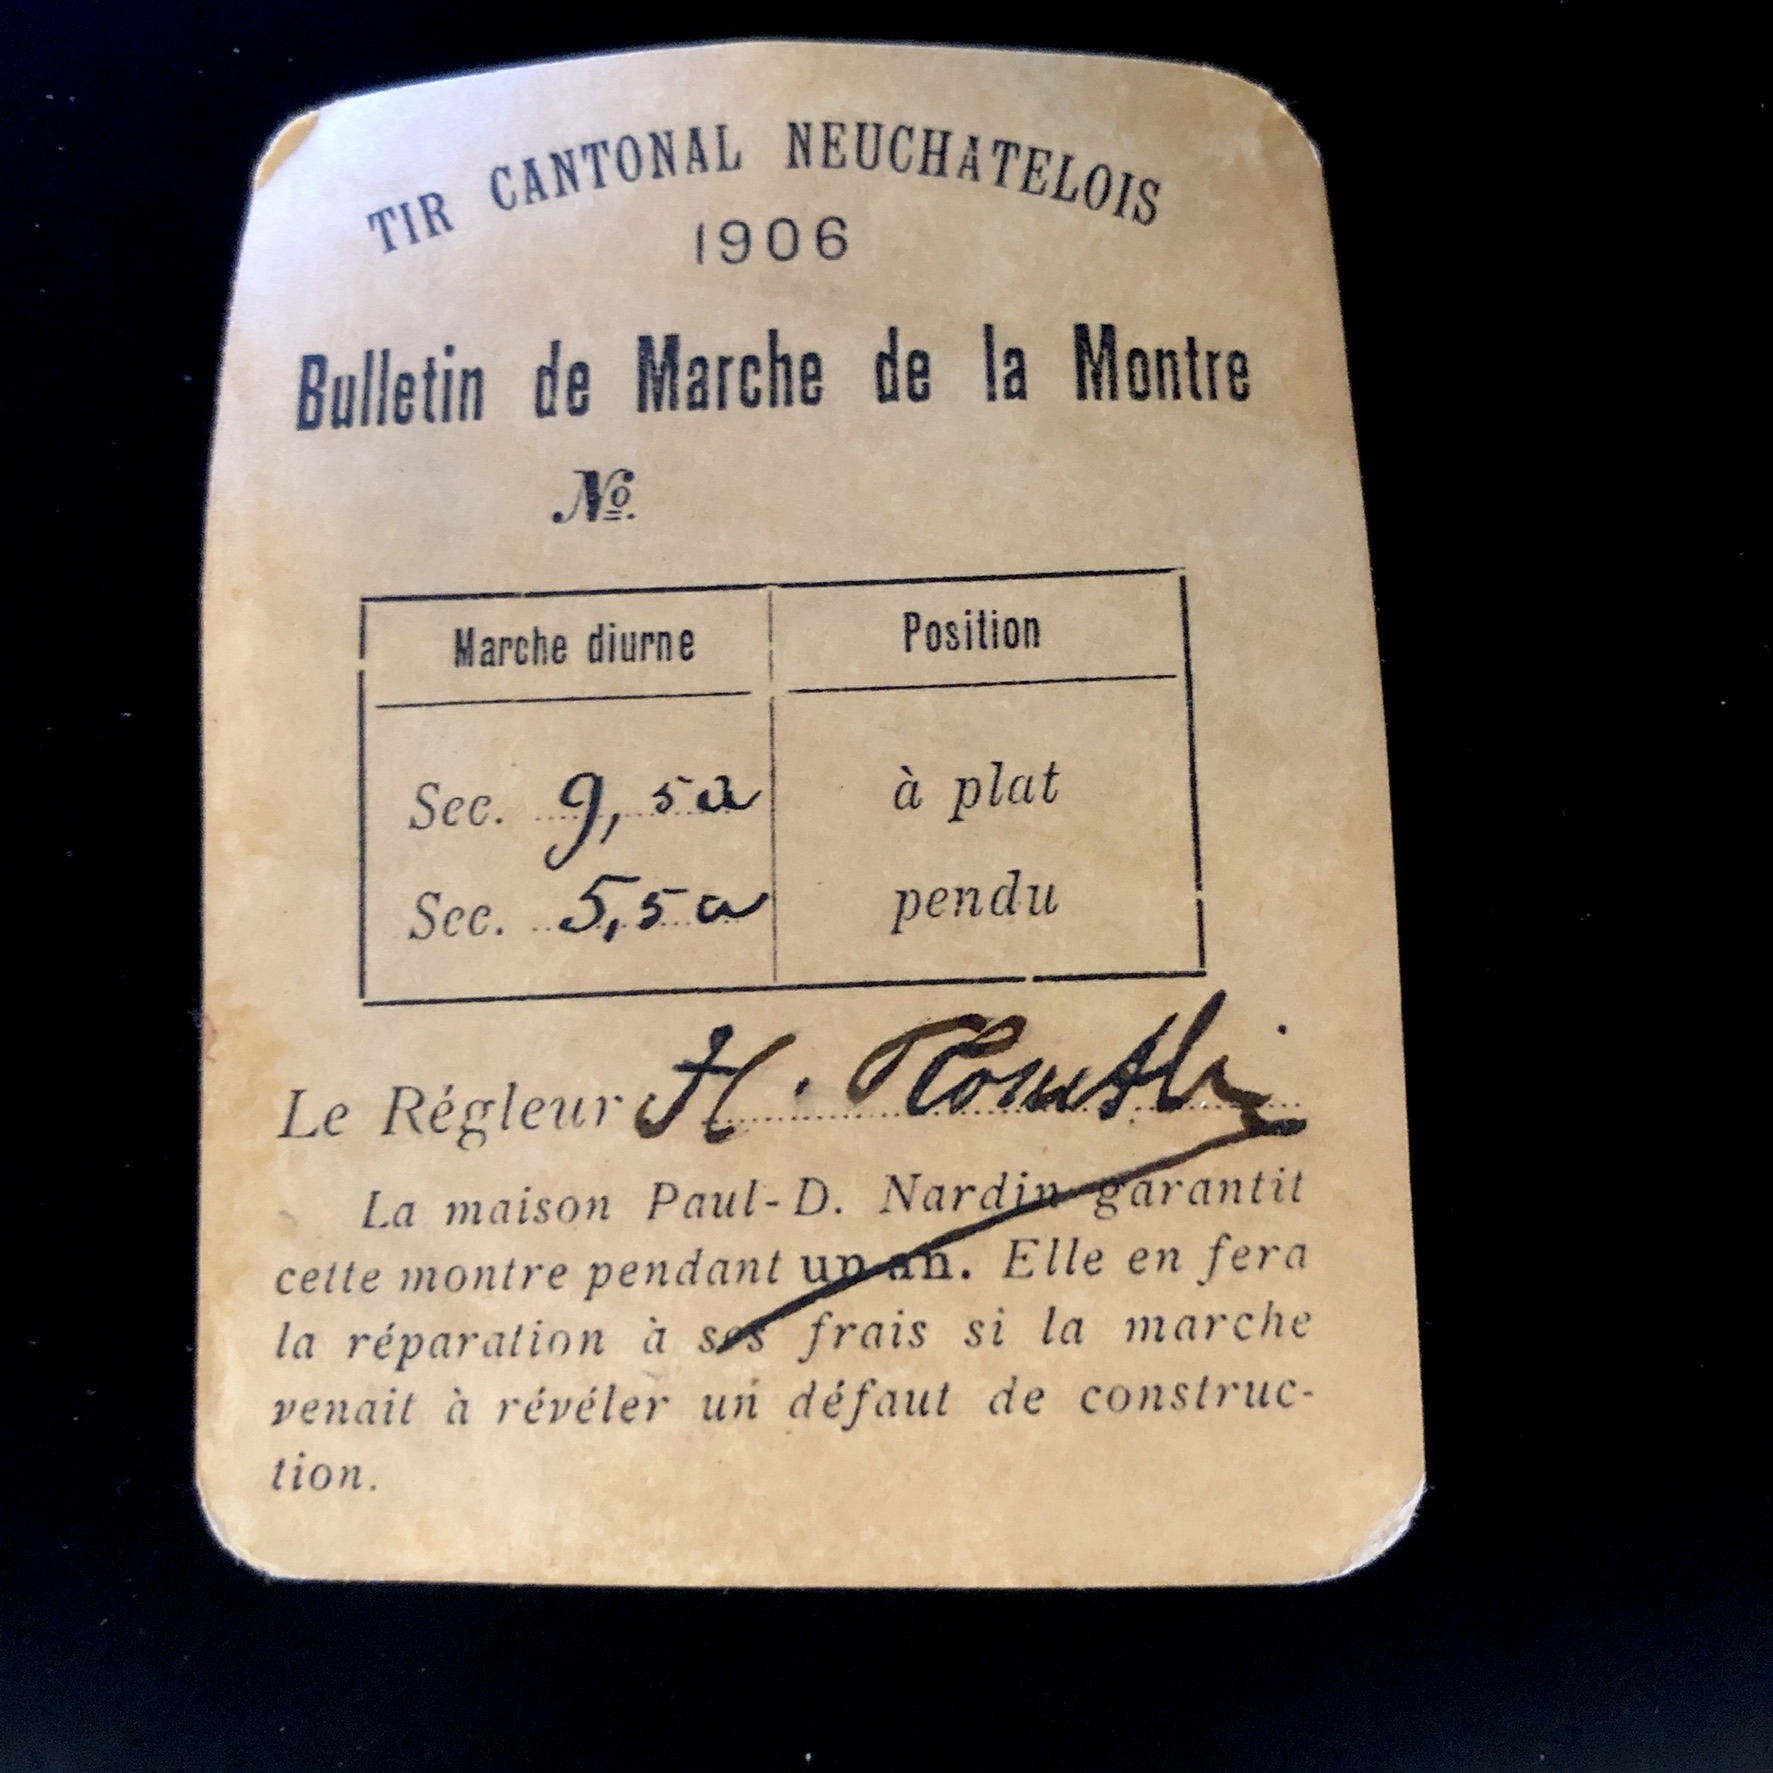 TIR CANTONAL NEUCHATELOIS
1906
Bulletin de Marche de la Montre
No.
Marche diurne Position
Sec. 9,5 a à plat
Sec. 5,5 a pendu
Le Régleur H.
La maison Paul-D. Nardin garantit
cette montre pendant un an. Elle en fera
la réparation à ses frais si la marche
venait à révéler un défaut de construc-
tion.